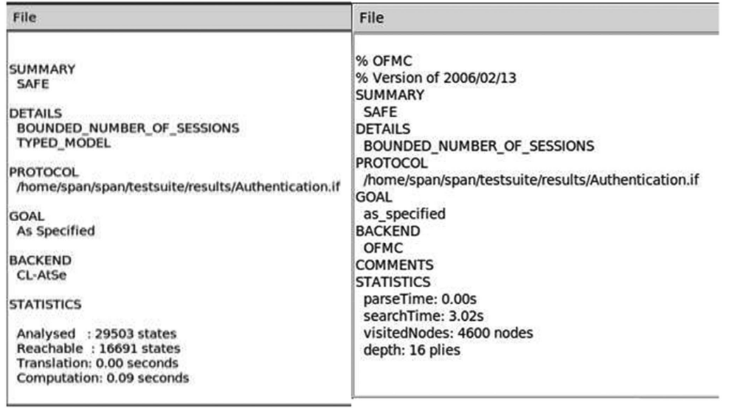 File
SUMMARY
SAFE
DETAILS
BOUNDED_NUMBER_OF_SESSIONS
TYPED_MODEL
PROTOCOL
/home/span/span/testsuite/results/Authentication.if
GOAL
As Specified
BACKEND
CL-AtSe
STATISTICS
Analysed : 29503 states
Reachable : 16691 states
Translation: 0.00 seconds
Computation: 0.09 seconds
File
% OFMC
% Version of 2006/02/13
SUMMARY
SAFE
DETAILS
BOUNDED_NUMBER_OF_SESSIONS
PROTOCOL
/home/span/span/testsuite/results/Authentication.if
GOAL
as_specified
BACKEND
OFMC
COMMENTS
STATISTICS
parseTime: 0.00s
searchTime: 3.02s
visitedNodes: 4600 nodes
depth: 16 plies